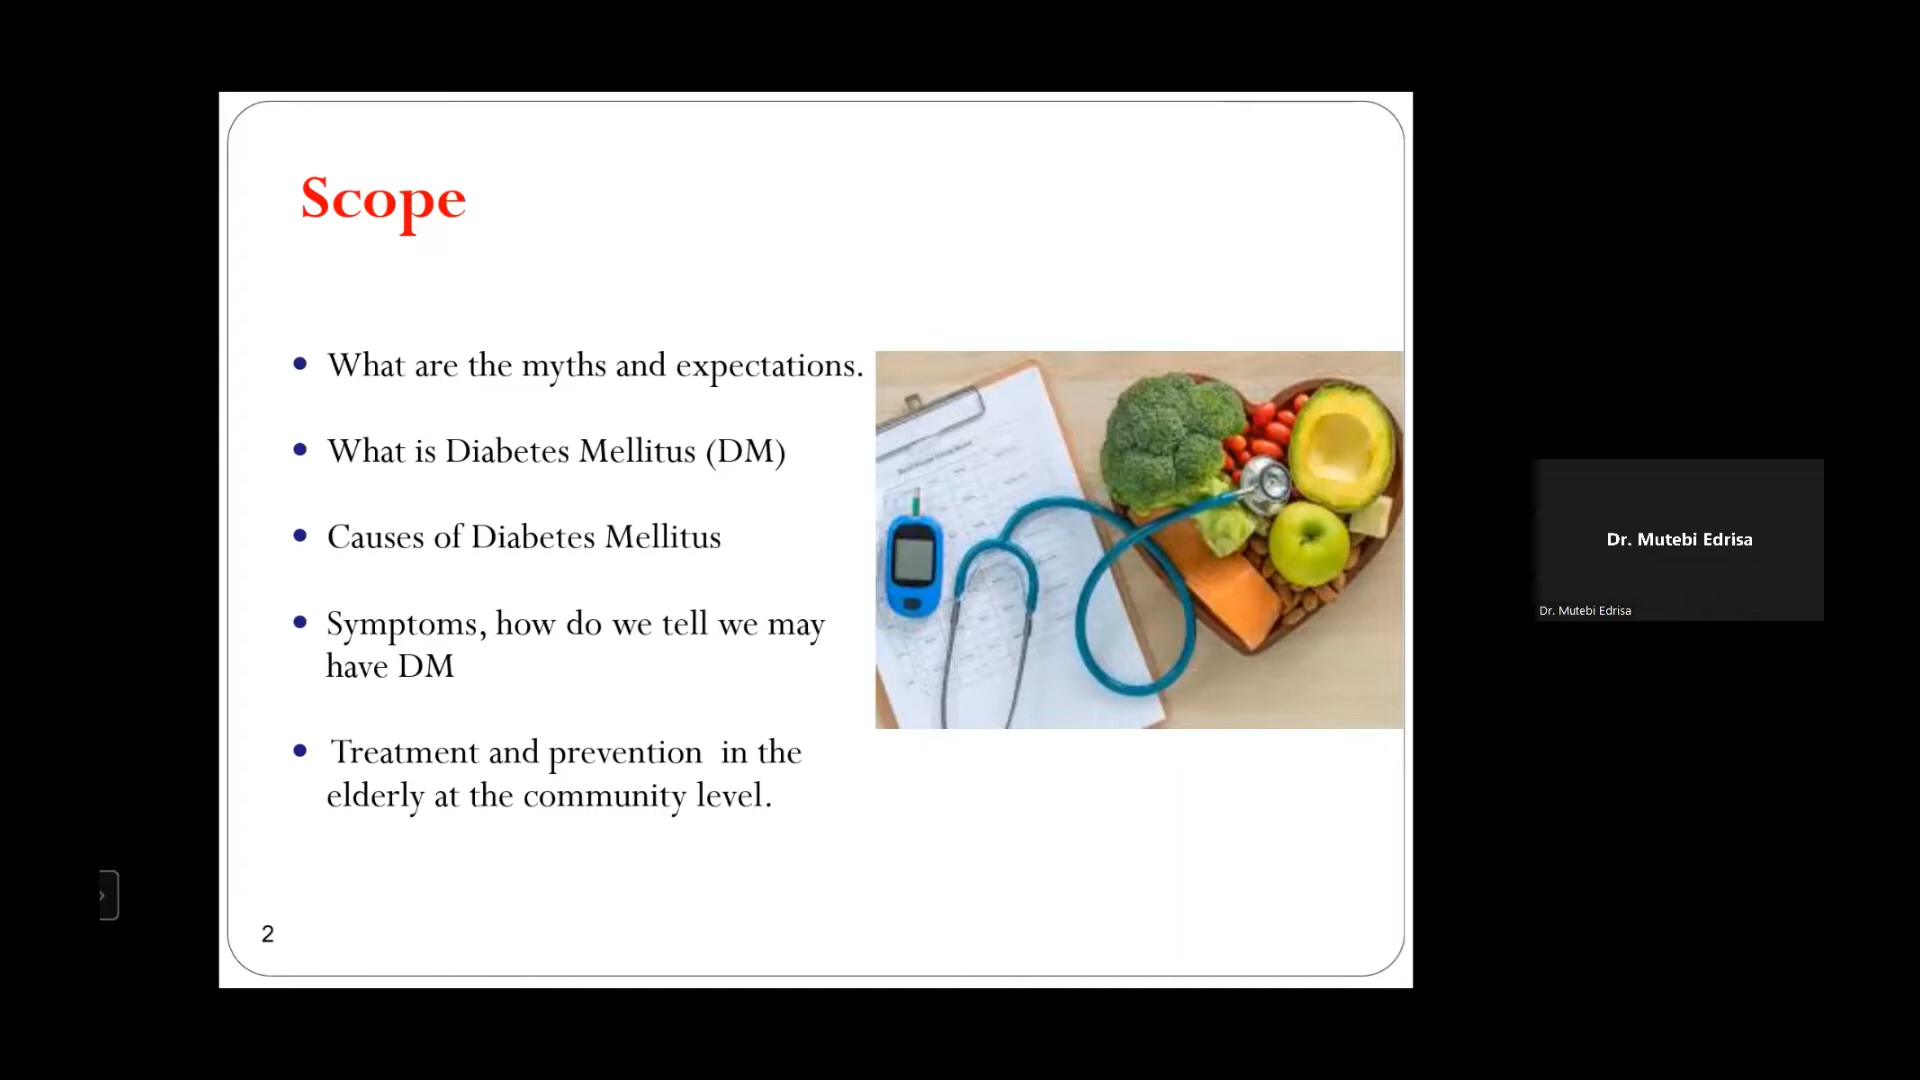 Scope
• What are the myths and expectations.
• What is Diabetes Mellitus (DM)
• Causes of Diabetes Mellitus
• Symptoms, how do we tell we may
have DM
• Treatment and prevention in the
elderly at the community level.
2
Dr. Mutebi Edrisa
Dr. Mutebi Edrisa